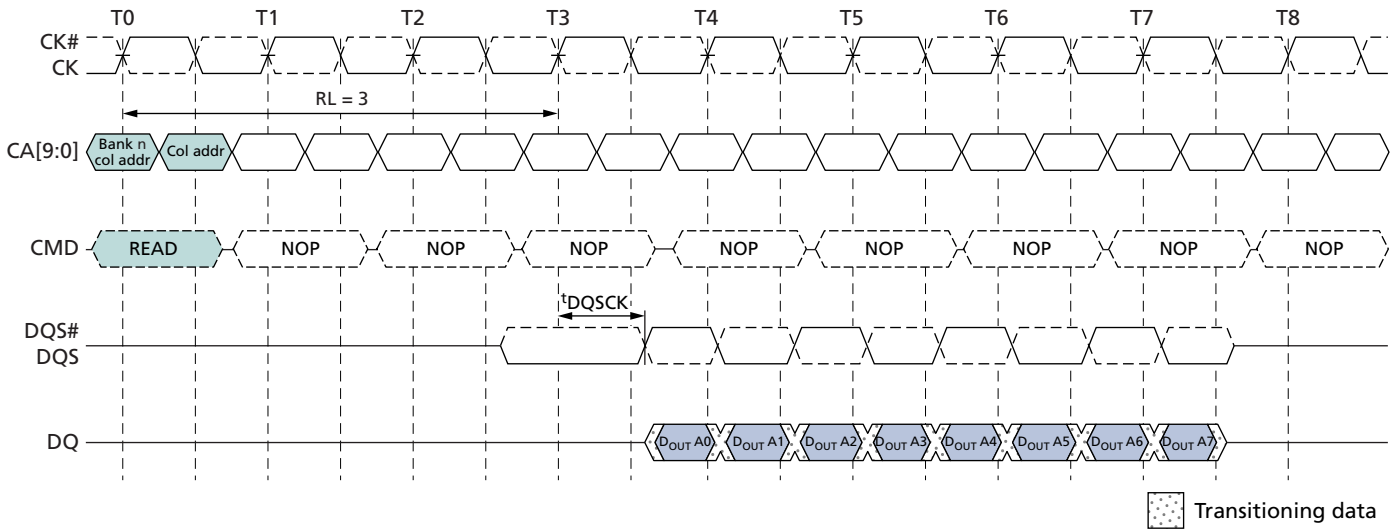 T0 T1 T2 T3 T4 T5 T6 T7 T8
CK#
CK
RL = 3
CA[9:0] Bank n col addr Col addr
CMD READ NOP NOP NOP NOP NOP NOP NOP NOP
tDQSCK
DQS#
DQS
DQ DOUT A0 DOUT A1 DOUT A2 DOUT A3 DOUT A4 DOUT A5 DOUT A6 DOUT A7
Transitioning data